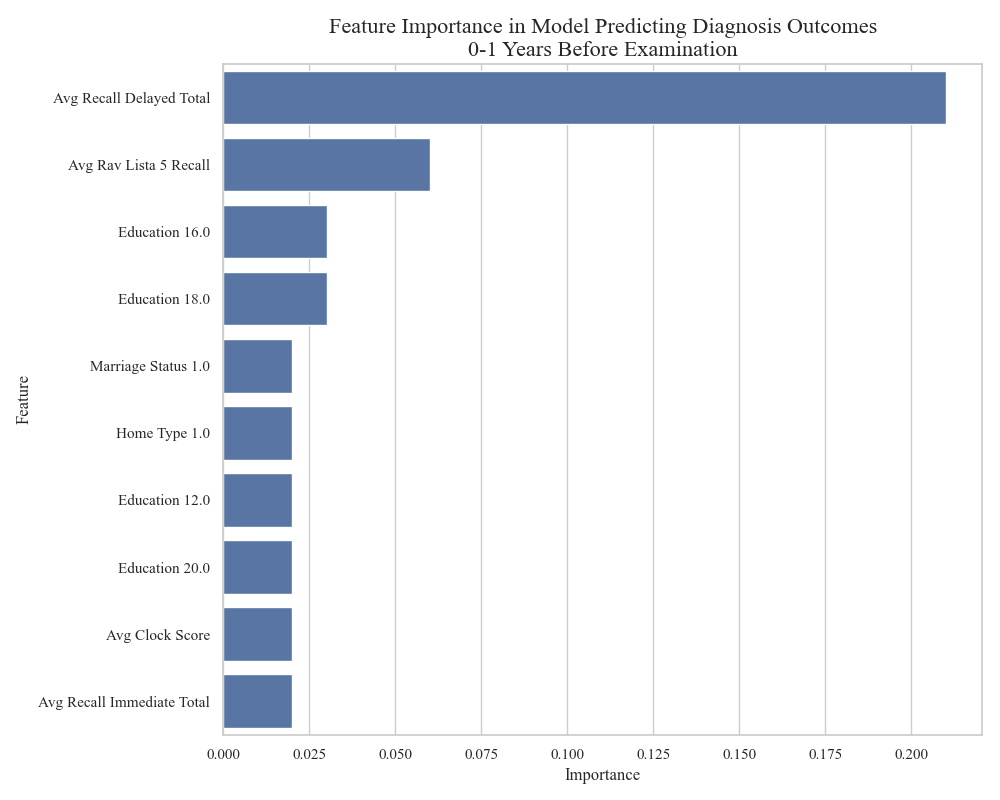 Feature Importance in Model Predicting Diagnosis Outcomes
0-1 Years Before Examination
Avg Recall Delayed Total
Avg Rav Lista 5 Recall
Education 16.0
Education 18.0
Marriage Status 1.0
Home Type 1.0
Education 12.0
Education 20.0
Avg Clock Score
Avg Recall Immediate Total
Feature
0.000 0.025 0.050 0.075 0.100 0.125 0.150 0.175 0.200
Importance